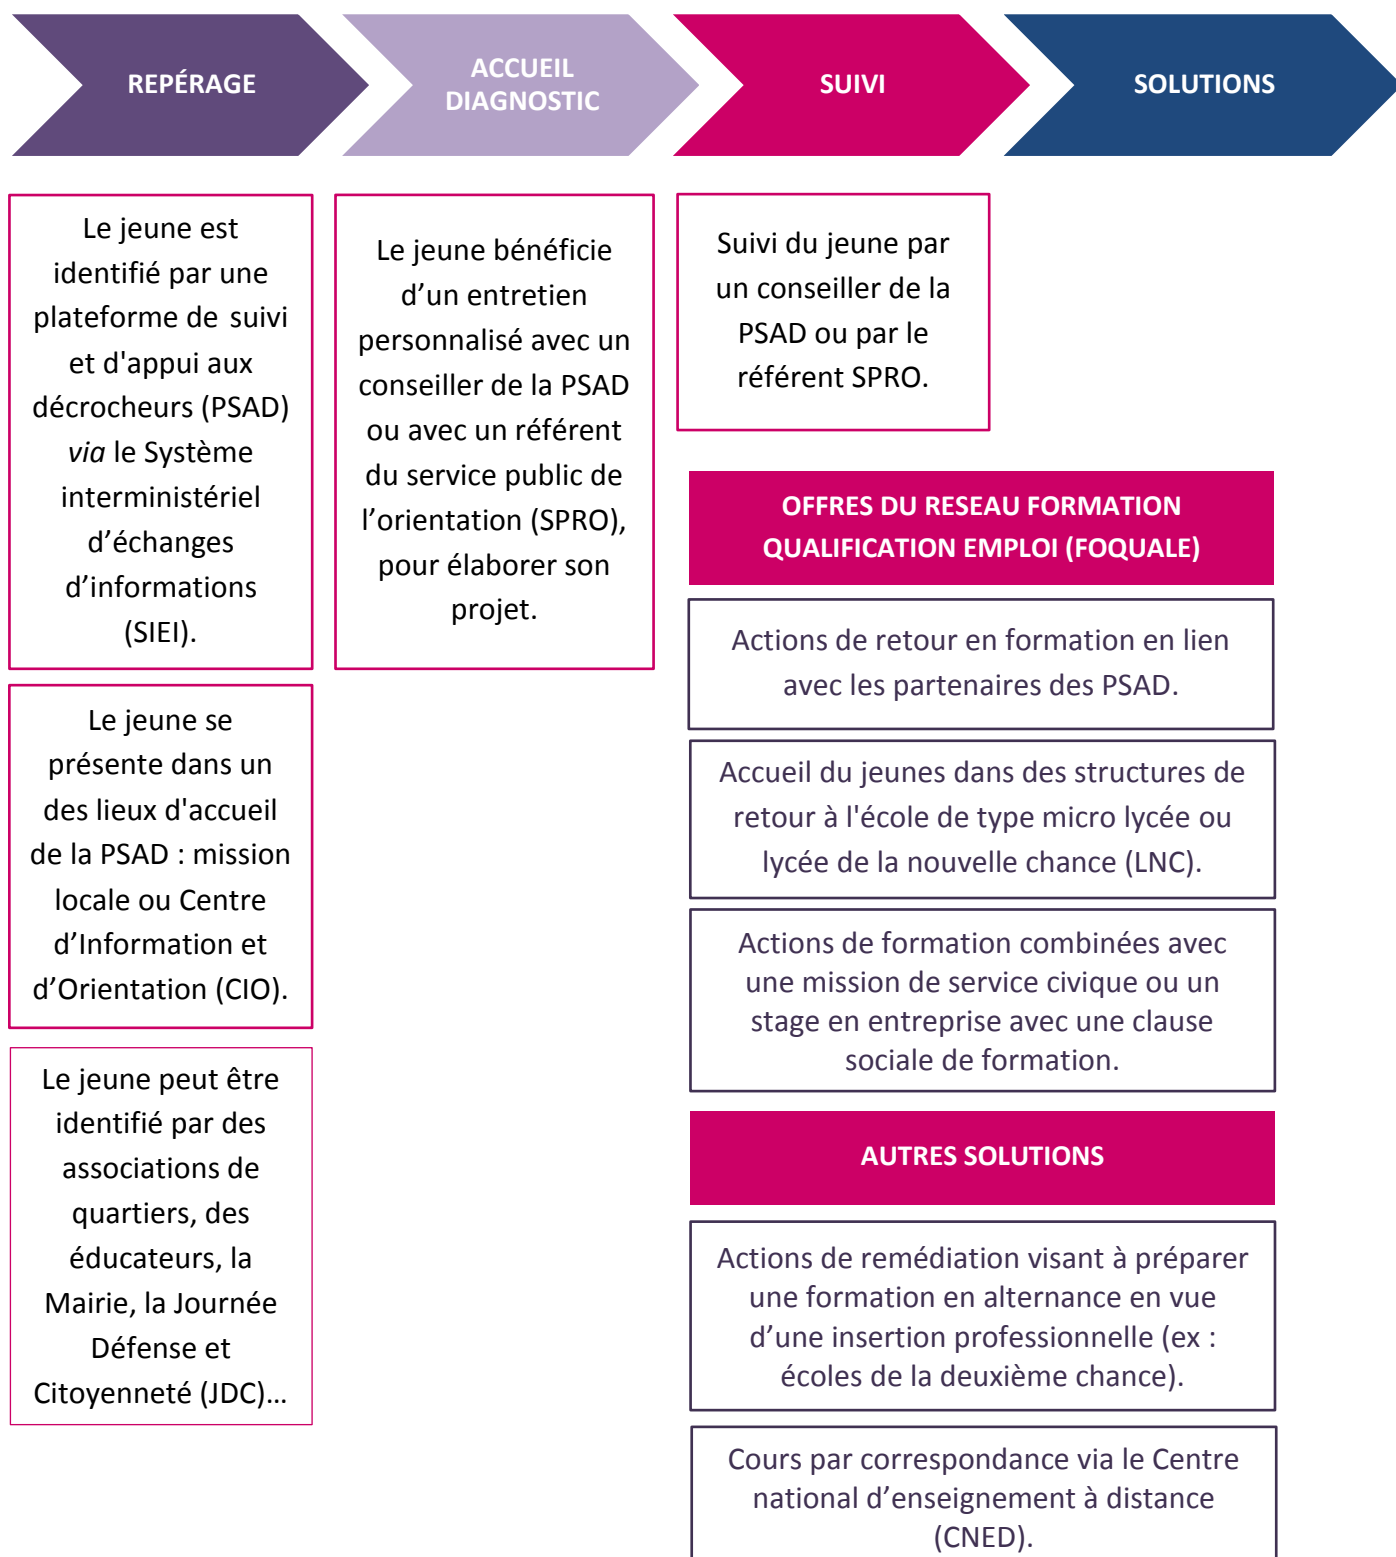 REPÉRAGE
ACCUEIL
DIAGNOSTIC
SUIVI
SOLUTIONS
Le jeune est
identifié par une
plateforme de suivi
et d'appui aux
décrocheurs (PSAD)
via le Système
interministériel
d’échanges
d’informations
(SIEI).
Le jeune se
présente dans un
des lieux d'accueil
de la PSAD : mission
locale ou Centre
d’Information et
d’Orientation (CIO).
Le jeune peut être
identifié par des
associations de
quartiers, des
éducateurs, la
Mairie, la Journée
Défense et
Citoyenneté (JDC)…
Le jeune bénéficie
d’un entretien
personnalisé avec un
conseiller de la PSAD
ou avec un référent
du service public de
l’orientation (SPRO),
pour élaborer son
projet.
Suivi du jeune par
un conseiller de la
PSAD ou par le
référent SPRO.
OFFRES DU RESEAU FORMATION
QUALIFICATION EMPLOI (FOQUALE)
Actions de retour en formation en lien
avec les partenaires des PSAD.
Accueil du jeunes dans des structures de
retour à l'école de type micro lycée ou
lycée de la nouvelle chance (LNC).
Actions de formation combinées avec
une mission de service civique ou un
stage en entreprise avec une clause
sociale de formation.
AUTRES SOLUTIONS
Actions de remédiation visant à préparer
une formation en alternance en vue
d’une insertion professionnelle (ex :
écoles de la deuxième chance).
Cours par correspondance via le Centre
national d’enseignement à distance
(CNED).